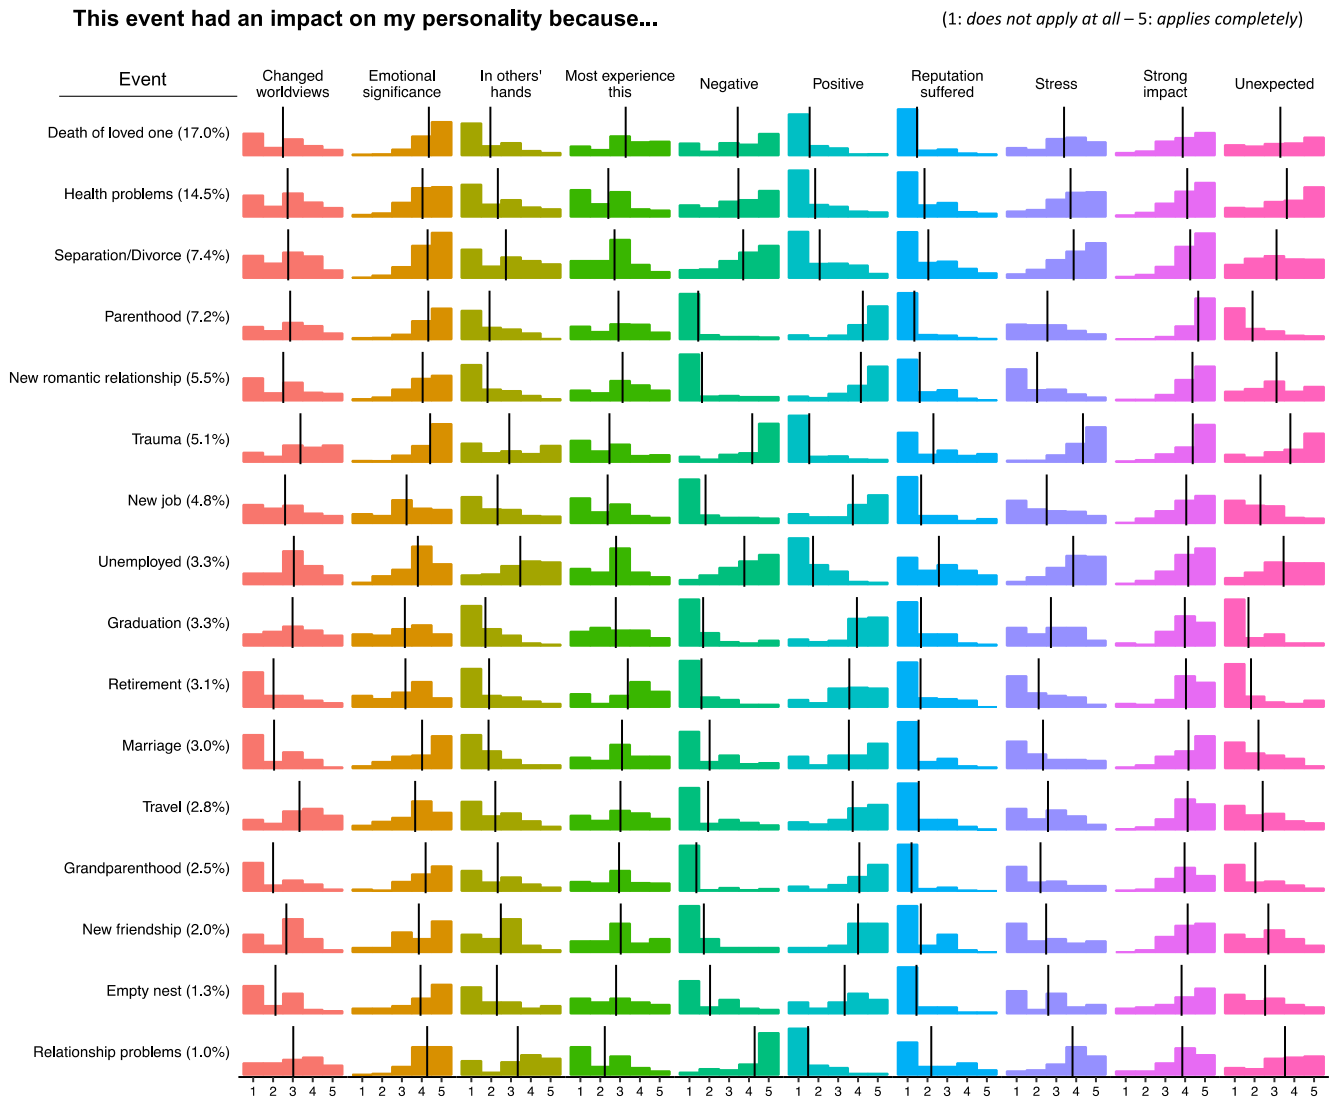 This event had an impact on my personality because...
(1: does not apply at all – 5: applies completely)
Event
Changed worldviews
Emotional significance
In others' hands
Most experience this
Negative
Positive
Reputation suffered
Stress
Strong impact
Unexpected
Death of loved one (17.0%)
Health problems (14.5%)
Separation/Divorce (7.4%)
Parenthood (7.2%)
New romantic relationship (5.5%)
Trauma (5.1%)
New job (4.8%)
Unemployed (3.3%)
Graduation (3.3%)
Retirement (3.1%)
Marriage (3.0%)
Travel (2.8%)
Grandparenthood (2.5%)
New friendship (2.0%)
Empty nest (1.3%)
Relationship problems (1.0%)
1 2 3 4 5 1 2 3 4 5 1 2 3 4 5 1 2 3 4 5 1 2 3 4 5 1 2 3 4 5 1 2 3 4 5 1 2 3 4 5 1 2 3 4 5 1 2 3 4 5